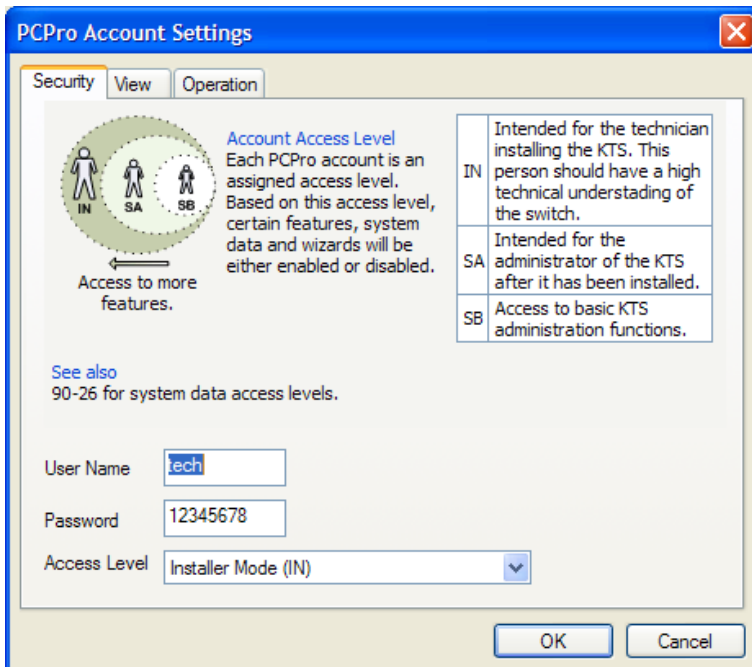 PCPro Account Settings
Security
View
Operation
IN
SA
SB
Access to more
features.
Account Access Level
Each PCPro account is an
assigned access level.
Based on this access level,
certain features, system
data and wizards will be
either enabled or disabled.
IN
Intended for the technician
installing the KTS. This
person should have a high
technical understading of
the switch.
SA
Intended for the
administrator of the KTS
after it has been installed.
SB
Access to basic KTS
administration functions.
See also
90-26 for system data access levels.
User Name
tech
Password
12345678
Access Level
Installer Mode (IN)
OK
Cancel